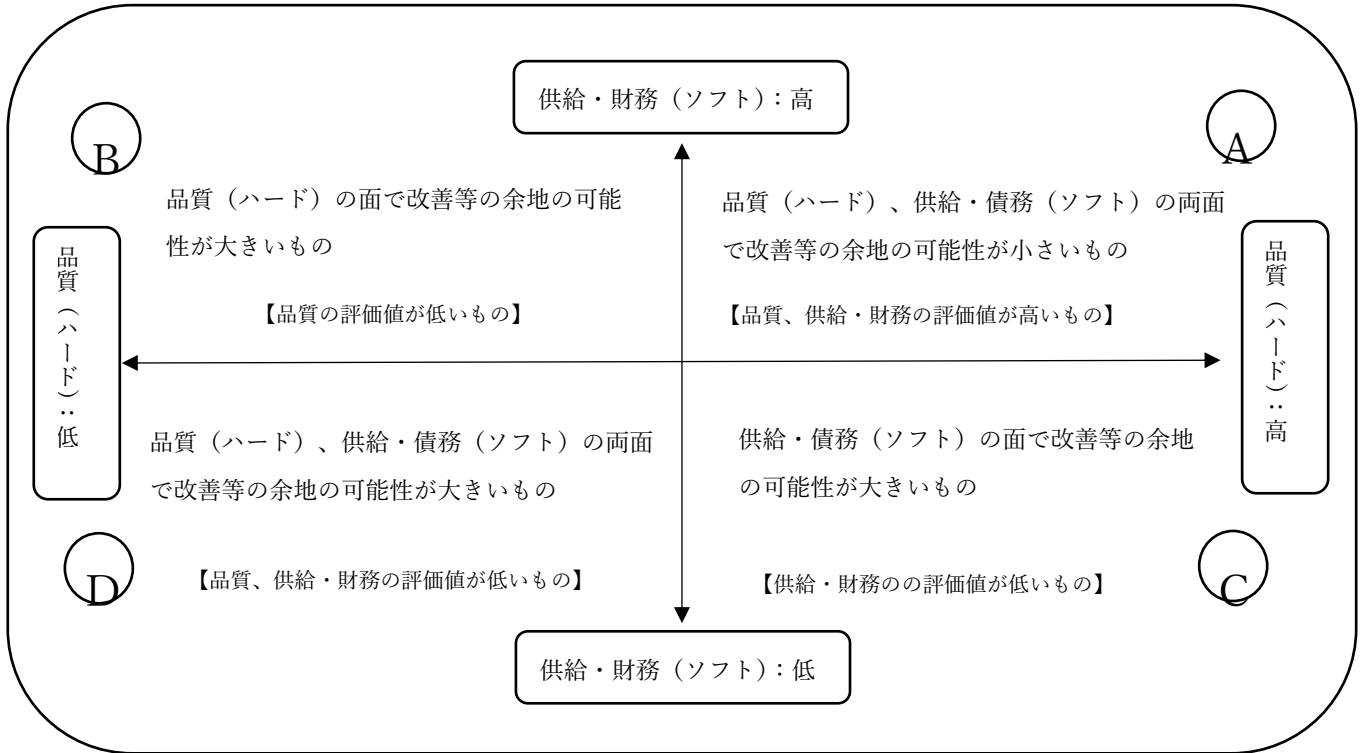 供給・財務（ソフト）：高
B
A
品質（ハード）の面で改善等の余地の可能
性が大きいもの
【品質の評価値が低いもの】
品質（ハード）、供給・債務（ソフト）の両面
で改善等の余地の可能性が小さいもの
【品質、供給・財務の評価値が高いもの】
品質（ハード）：低
品質（ハード）：高
品質（ハード）、供給・債務（ソフト）の両面
で改善等の余地の可能性が大きいもの
【品質、供給・財務の評価値が低いもの】
供給・債務（ソフト）の面で改善等の余地
の可能性が大きいもの
【供給・財務のの評価値が低いもの】
D
C
供給・財務（ソフト）：低